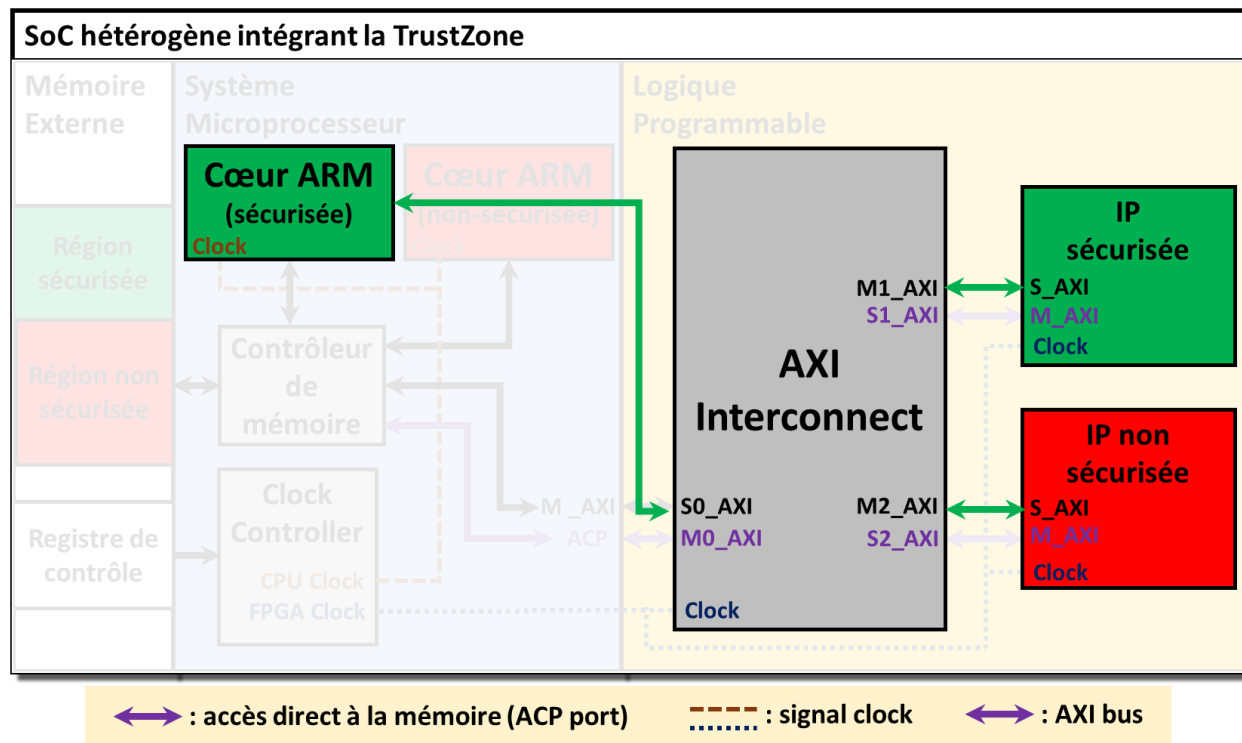 SoC hétérogène intégrant la TrustZone
Mémoire
Externe
Système
Microprocesseur
Logique
Programmable
Cœur ARM
(sécurisée)
Clock
Cœur ARM
(non-sécurisée)
Clock
Région
sécurisée
Région non
sécurisée
Registre de
contrôle
Contrôleur
de
mémoire
Clock
Controller
CPU Clock
FPGA Clock
M _AXI
ACP
AXI
Interconnect
M1_AXI
S1_AXI
S0_AXI
M0_AXI
M2_AXI
S2_AXI
Clock
IP
sécurisée
S_AXI
M_AXI
Clock
IP non
sécurisée
S_AXI
M_AXI
Clock
: accès direct à la mémoire (ACP port)
: signal clock
: AXI bus